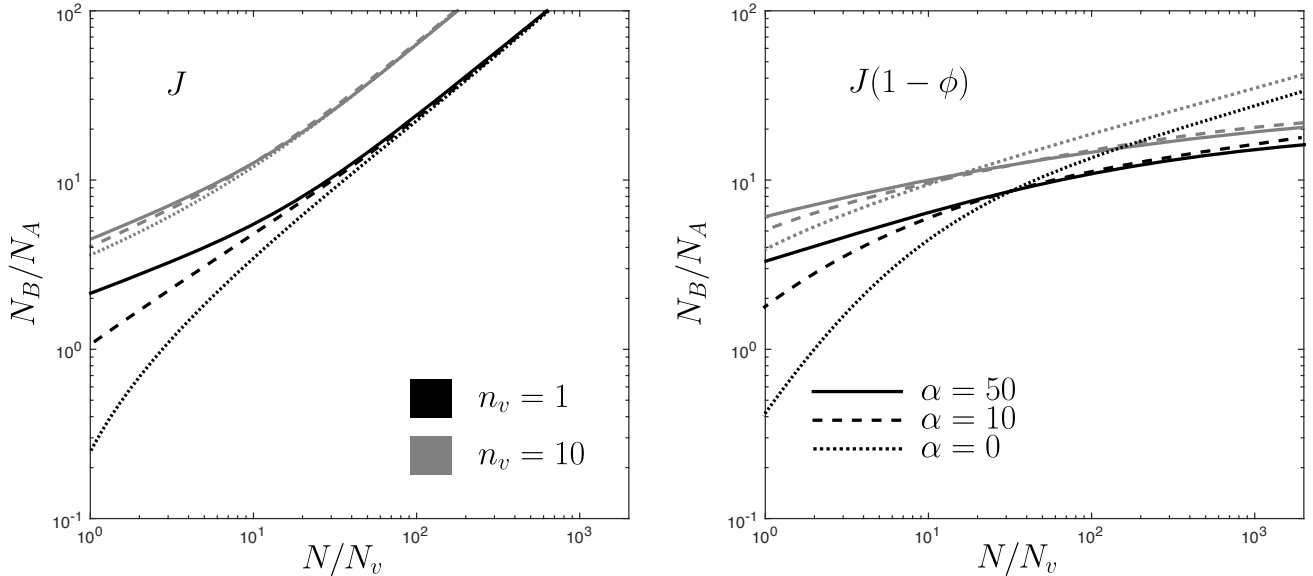 J
10^2
10^1
10^0
10^-1
N_B/N_A
n_v = 1
n_v = 10
10^0
10^1
10^2
10^3
N/N_v
J(1 − ϕ)
10^2
10^1
10^0
10^-1
N_B/N_A
α = 50
α = 10
α = 0
10^0
10^1
10^2
10^3
N/N_v